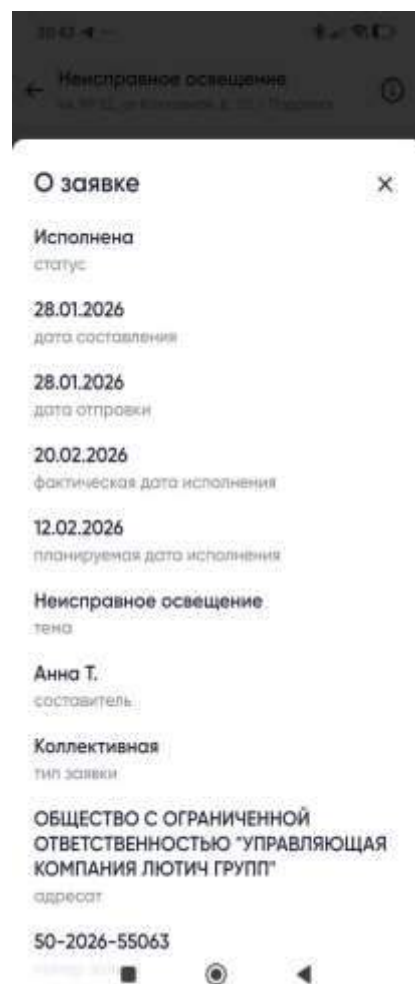 Неисправное освещение
О заявке
Исполнена
статус
28.01.2026
дата составления
28.01.2026
дата отправки
20.02.2026
фактическая дата исполнения
12.02.2026
планируемая дата исполнения
Неисправное освещение
тема
Анна Т.
составитель
Коллективная
тип заявки
ОБЩЕСТВО С ОГРАНИЧЕННОЙ
ОТВЕТСТВЕННОСТЬЮ "УПРАВЛЯЮЩАЯ
КОМПАНИЯ ЛЮТИЧ ГРУПП"
адресат
50-2026-55063